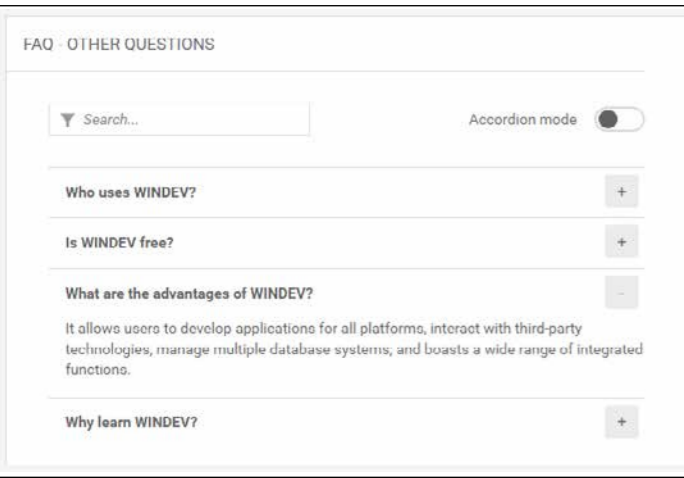 FAQ - OTHER QUESTIONS
Search...
Accordion mode
Who uses WINDEV?
+
Is WINDEV free?
+
What are the advantages of WINDEV?
-
It allows users to develop applications for all platforms, interact with third-party
technologies, manage multiple database systems, and boasts a wide range of integrated
functions.
Why learn WINDEV?
+